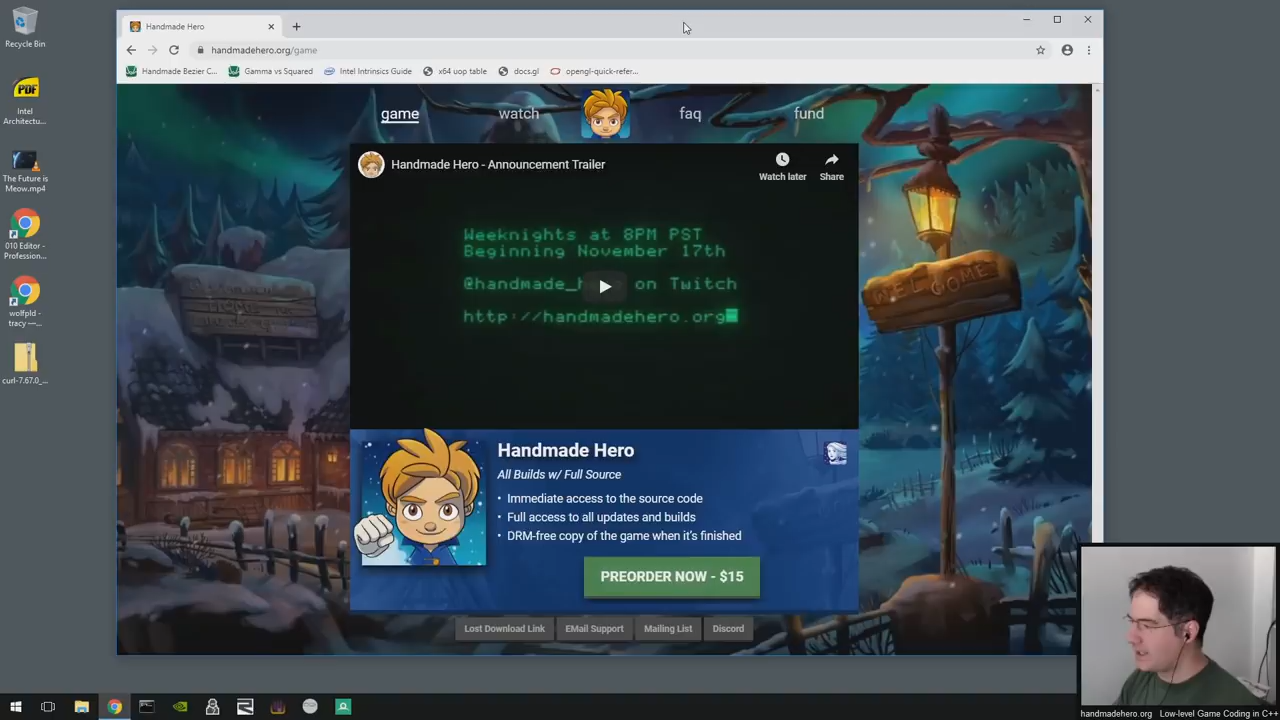 Recycle Bin
Intel
Architectu...
The Future is
Meow.mp4
010 Editor -
Profession...
wolfpld -
tracy —...
curl-7.67.0_...
Handmade Hero
handmadehero.org/game
Handmade Bezier C...
Gamma vs Squared
Intel Intrinsics Guide
x64 uop table
docs.gl
opengl-quick-refer...
game
watch
faq
fund
Handmade Hero - Announcement Trailer
Watch later
Share
Weeknights at 8PM PST
Beginning November 17th
@handmade_h on Twitch
http://handmadehero.org
WELCOME
Handmade Hero
All Builds w/ Full Source
• Immediate access to the source code
• Full access to all updates and builds
• DRM-free copy of the game when it's finished
PREORDER NOW - $15
Lost Download Link
EMail Support
Mailing List
Discord
PDF
handmadehero.org Low-level Game Coding in C++